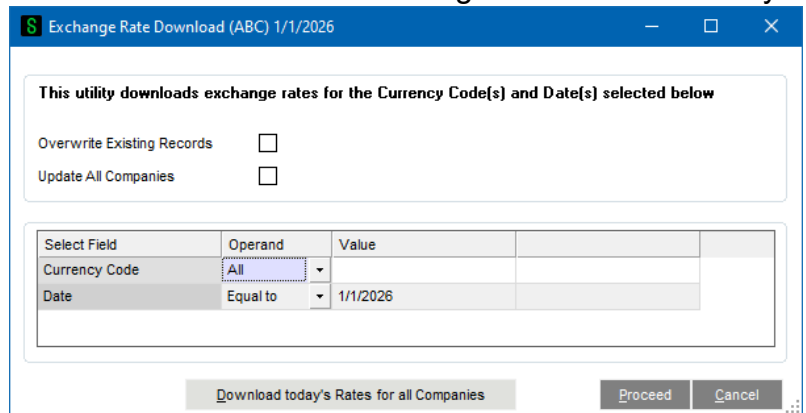 S Exchange Rate Download (ABC) 1/1/2026
This utility downloads exchange rates for the Currency Code(s) and Date(s) selected below
Overwrite Existing Records
Update All Companies
Select Field Operand Value
Currency Code All
Date Equal to 1/1/2026
Download today's Rates for all Companies Proceed Cancel